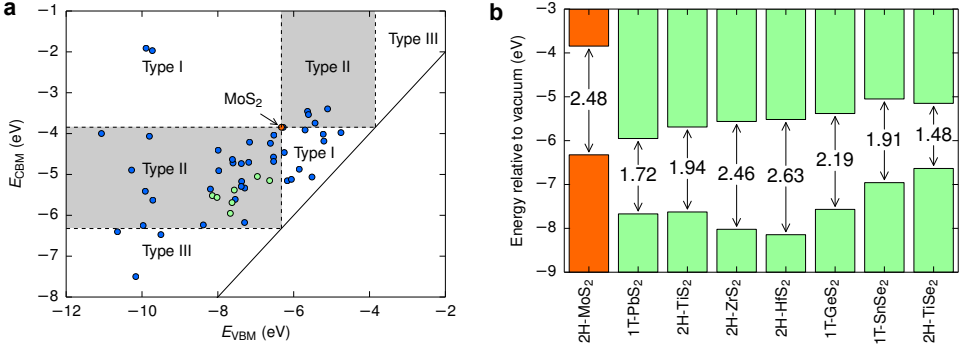 a
Type III
Type I
Type II
MoS2
Type I
Type II
Type III
−1
−2
−3
−4
−5
−6
−7
−8
ECBM (eV)
−12 −10 −8 −6 −4 −2
EVBM (eV)
b
Energy relative to vacuum (eV)
−3
−4
−5
−6
−7
−8
−9
2.48
1.72
1.94
2.46
2.63
2.19
1.91
1.48
2H-MoS2
1T-PbS2
2H-TiS2
2H-ZrS2
2H-HfS2
1T-GeS2
1T-SnSe2
2H-TiSe2